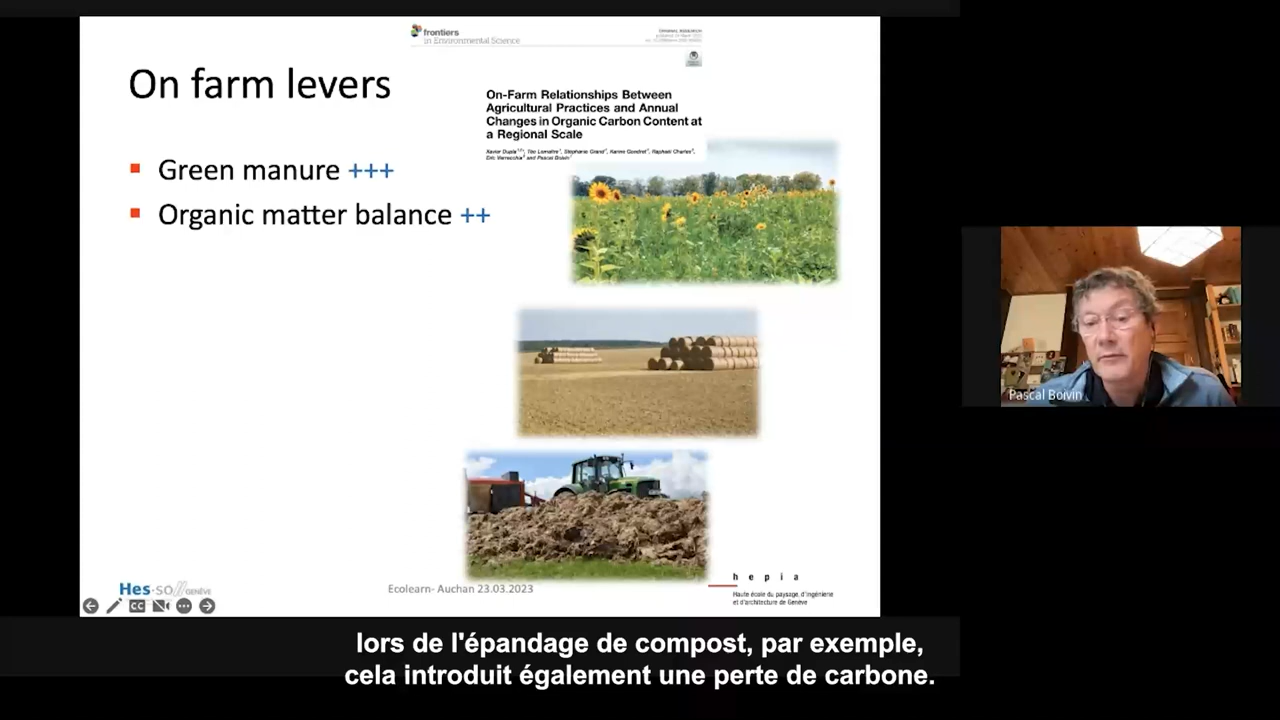 frontiers
in Environmental Science
On farm levers
On-Farm Relationships Between
Agricultural Practices and Annual
Changes in Organic Carbon Content at
a Regional Scale
Green manure +++
Organic matter balance ++
Pascal Boivin
Hes·so GENÈVE
Ecolearn- Auchan 23.03.2023
hepia
Haute école du paysage, d'ingénierie
et d'architecture de Genève
CC
lors de l'épandage de compost, par exemple,
cela introduit également une perte de carbone.